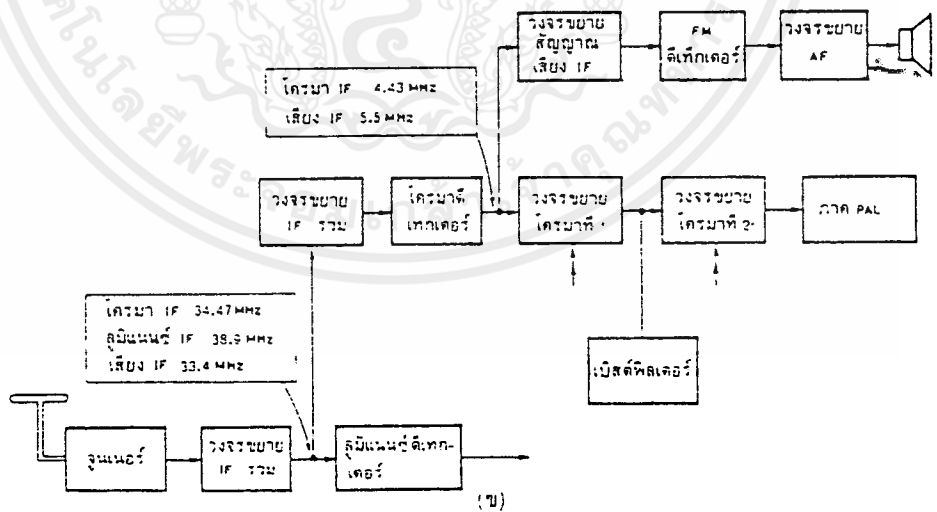 วงจรขยาย
สัญญาณ
เสียง IF
FM
ดีเท็กเตอร์
วงจรขยาย
AF
โครมา IF 4.43 MHz
เสียง IF 5.5 MHz
วงจรขยาย
IF รวม
โครมาดี
เทกเตอร์
วงจรขยาย
โครมาที่ 1
วงจรขยาย
โครมาที่ 2
ภาค PAL
โครมา IF 34.47 MHz
ลูมิแนนซ์ IF 38.9 MHz
เสียง IF 33.4 MHz
เบิสต์ฟิลเตอร์
จูนเนอร์
วงจรขยาย
IF รวม
ลูมิแนนซ์ดีเทก-
เตอร์
(ข)